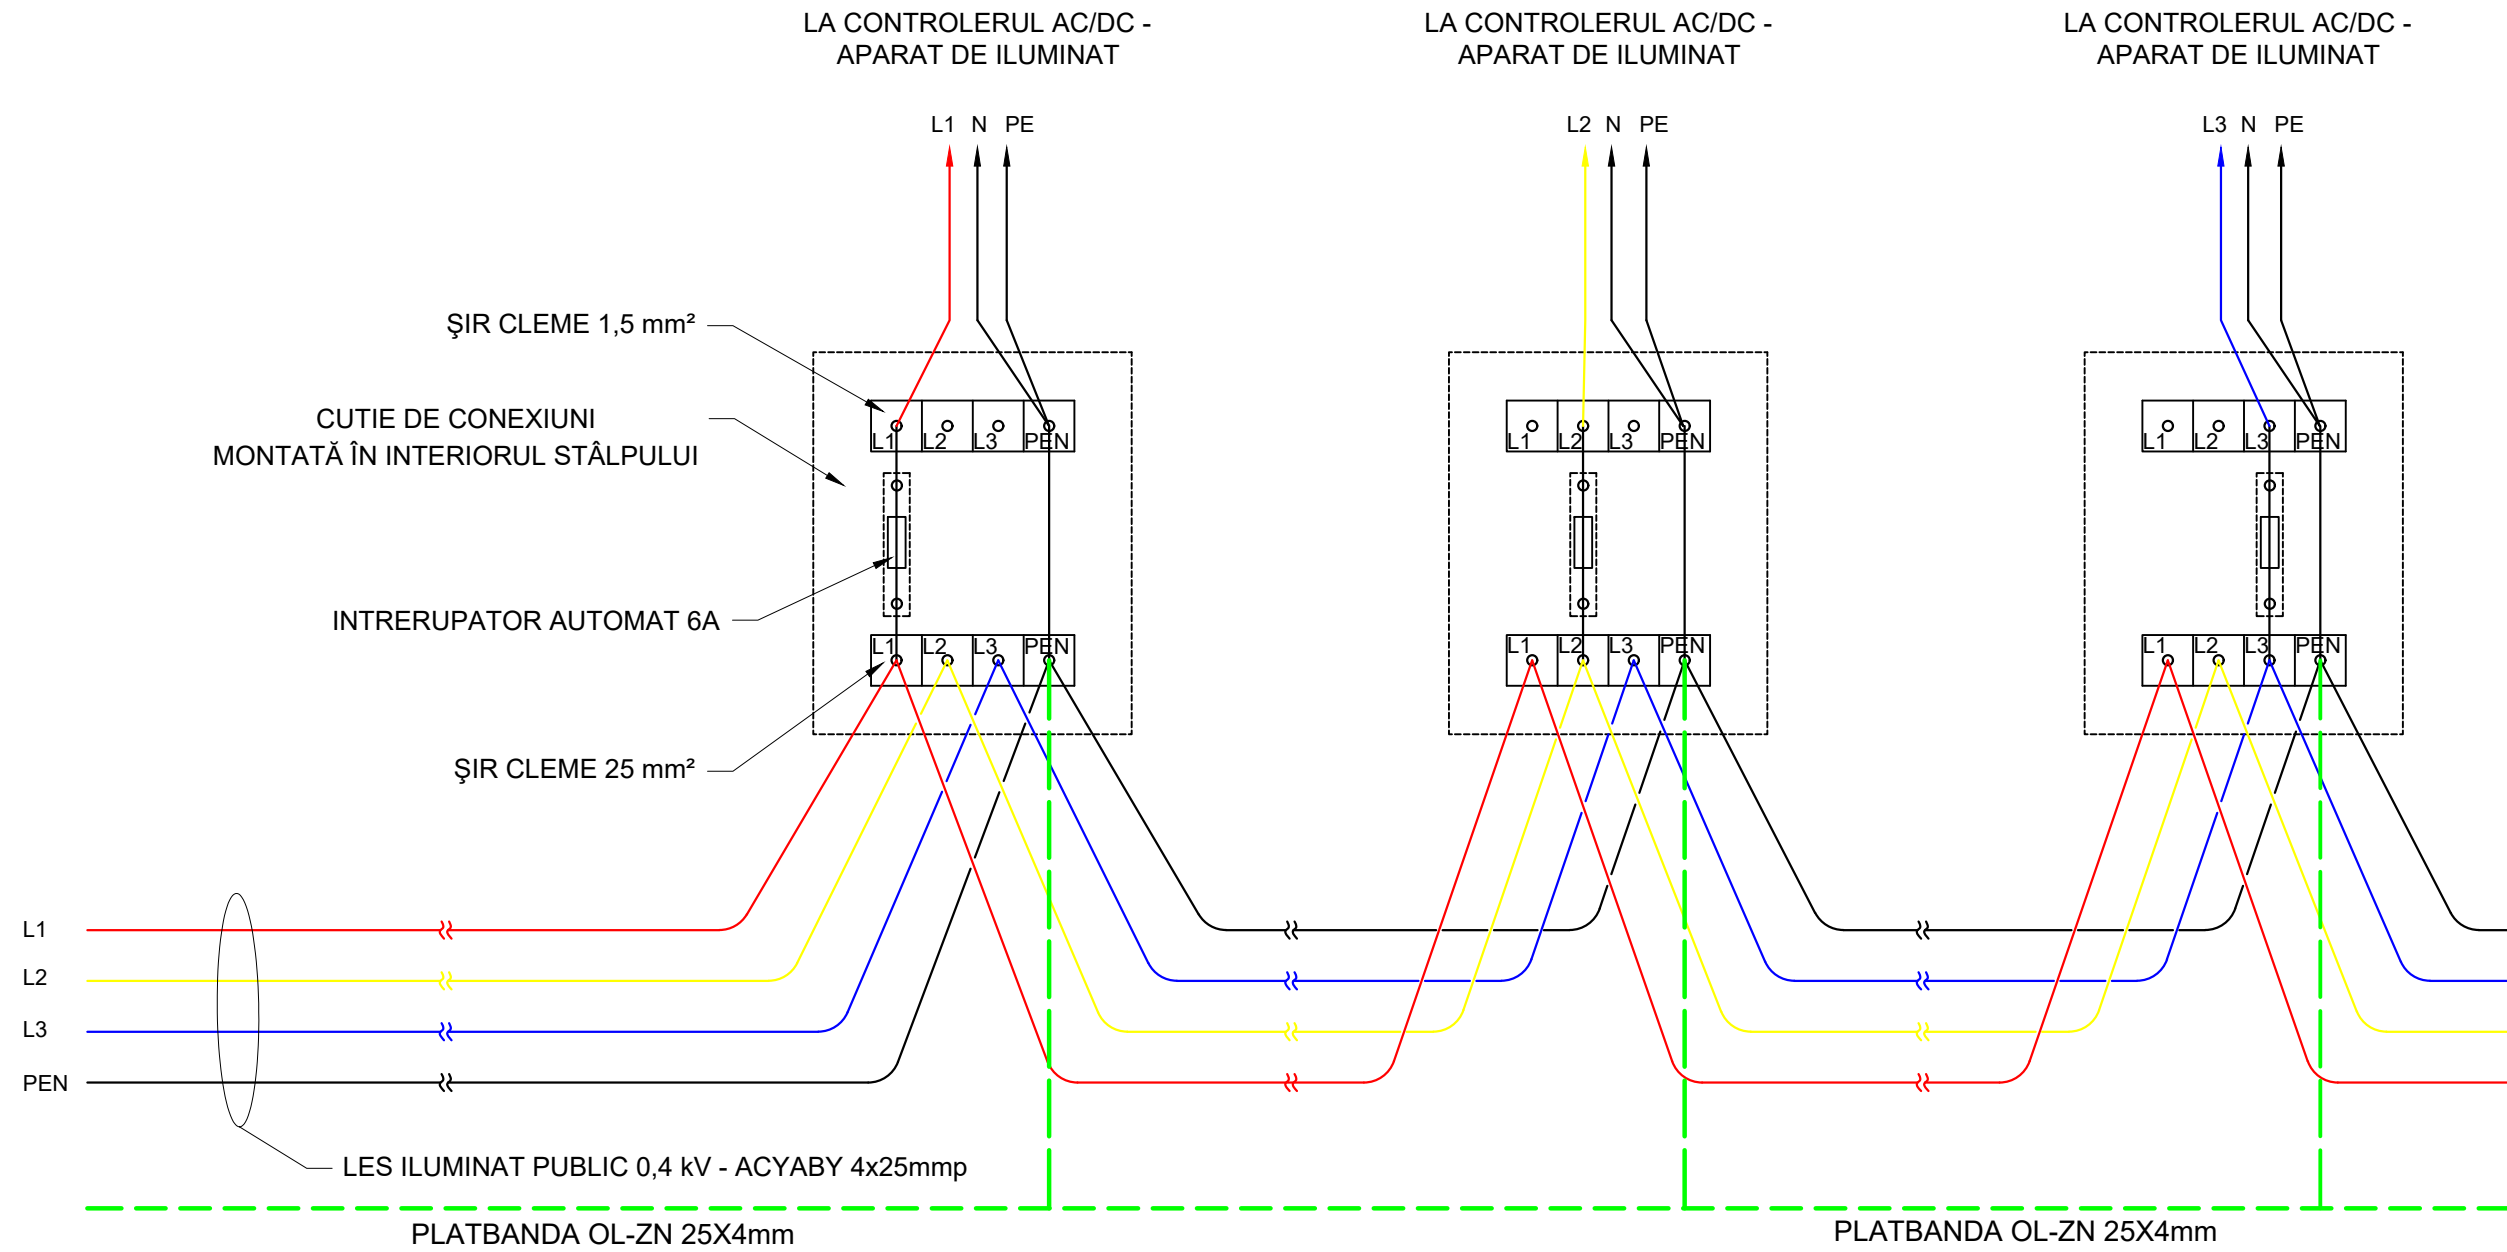 LA CONTROLERUL AC/DC -
APARAT DE ILUMINAT
LA CONTROLERUL AC/DC -
APARAT DE ILUMINAT
LA CONTROLERUL AC/DC -
APARAT DE ILUMINAT
L1 N PE
L2 N PE
L3 N PE
ŞIR CLEME 1,5 mm²
CUTIE DE CONEXIUNI
MONTATĂ ÎN INTERIORUL STÂLPULUI
L1 L2 L3 PEN
L1 L2 L3 PEN
L1 L2 L3 PEN
INTRERUPATOR AUTOMAT 6A
L1 L2 L3 PEN
L1 L2 L3 PEN
L1 L2 L3 PEN
ŞIR CLEME 25 mm²
L1
L2
L3
PEN
LES ILUMINAT PUBLIC 0,4 kV - ACYABY 4x25mmp
PLATBANDA OL-ZN 25X4mm
PLATBANDA OL-ZN 25X4mm